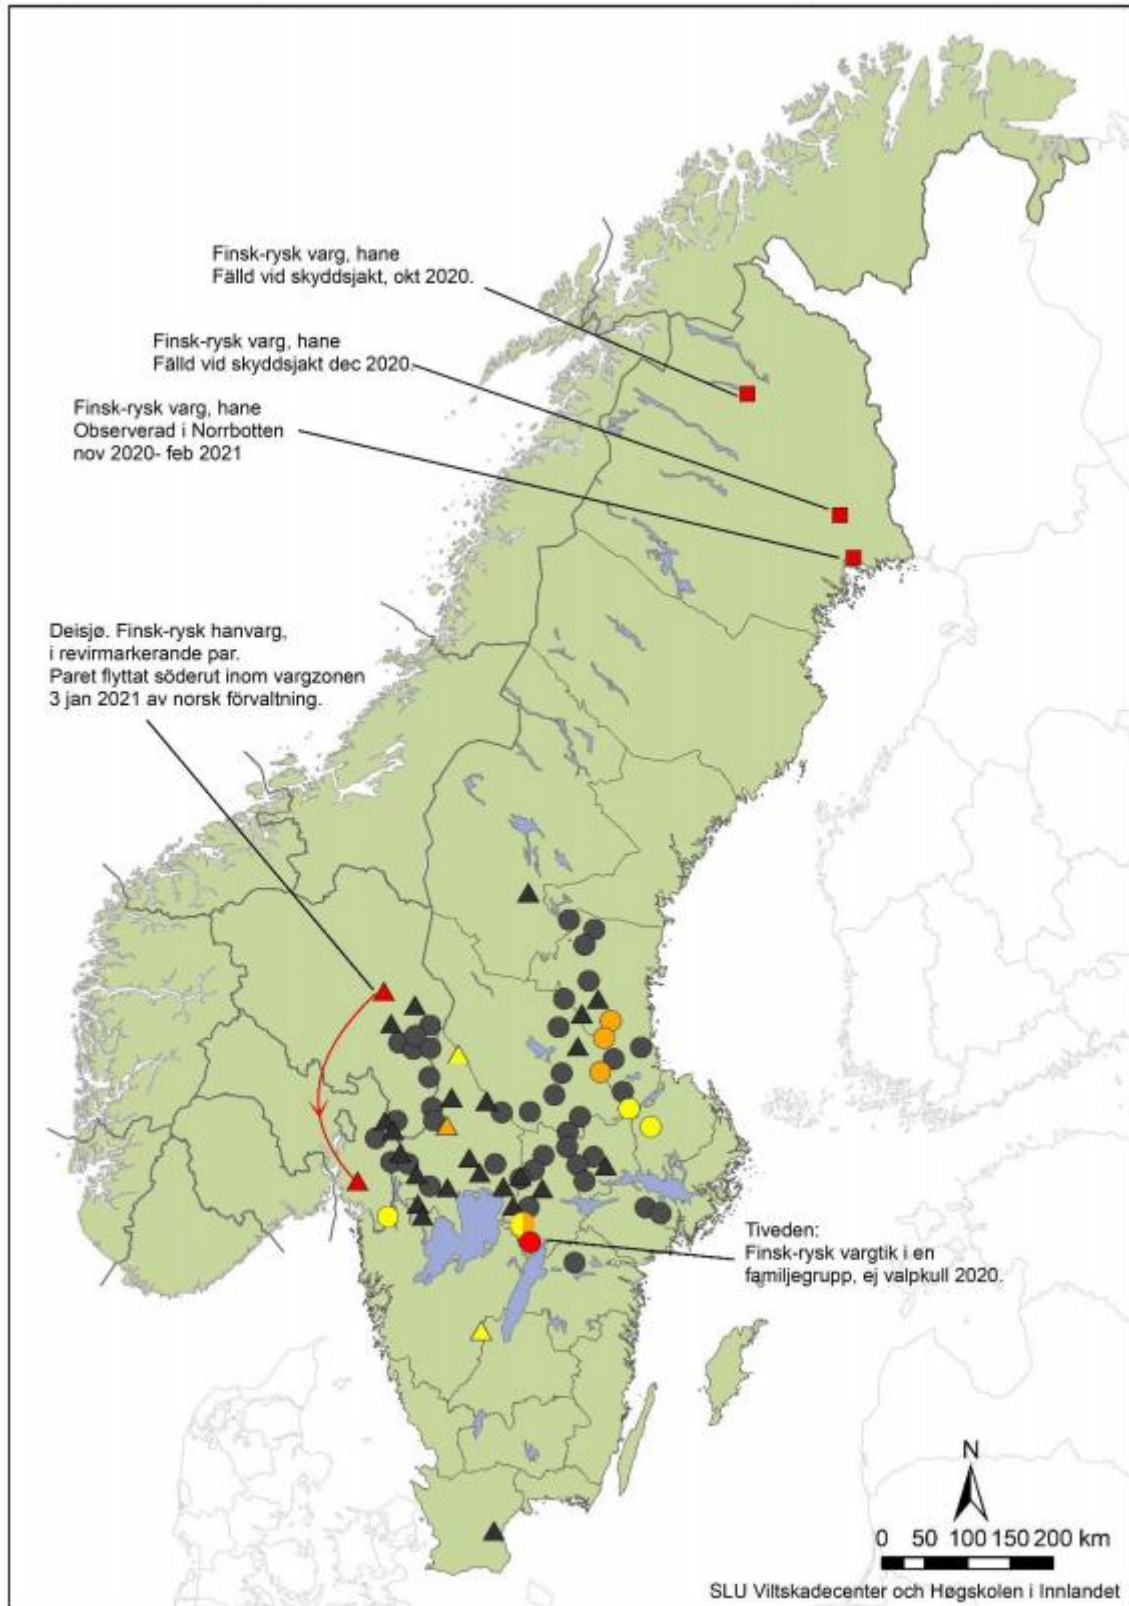 Finsk-rysk varg, hane
Fälld vid skyddsjakt, okt 2020.
Finsk-rysk varg, hane
Fälld vid skyddsjakt dec 2020.
Finsk-rysk varg, hane
Observerad i Norrbotten
nov 2020- feb 2021
Deisjø. Finsk-rysk hanvarg,
i revirmarkerande par.
Paret flyttat söderut inom vargzonen
3 jan 2021 av norsk förvaltning.
Tiveden:
Finsk-rysk vargtik i en
familjegrupp, ej valpkull 2020.
N
0 50 100 150 200 km
SLU Viltskadecenter och Høgskolen i Innlandet